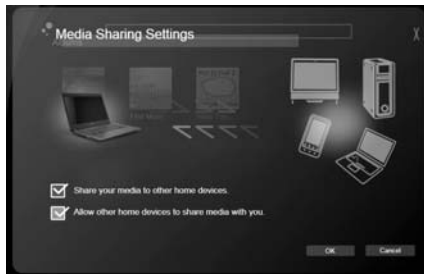 Media Sharing Settings
Share your media to other home devices.
Allow other home devices to share media with you.
OK
Cancel